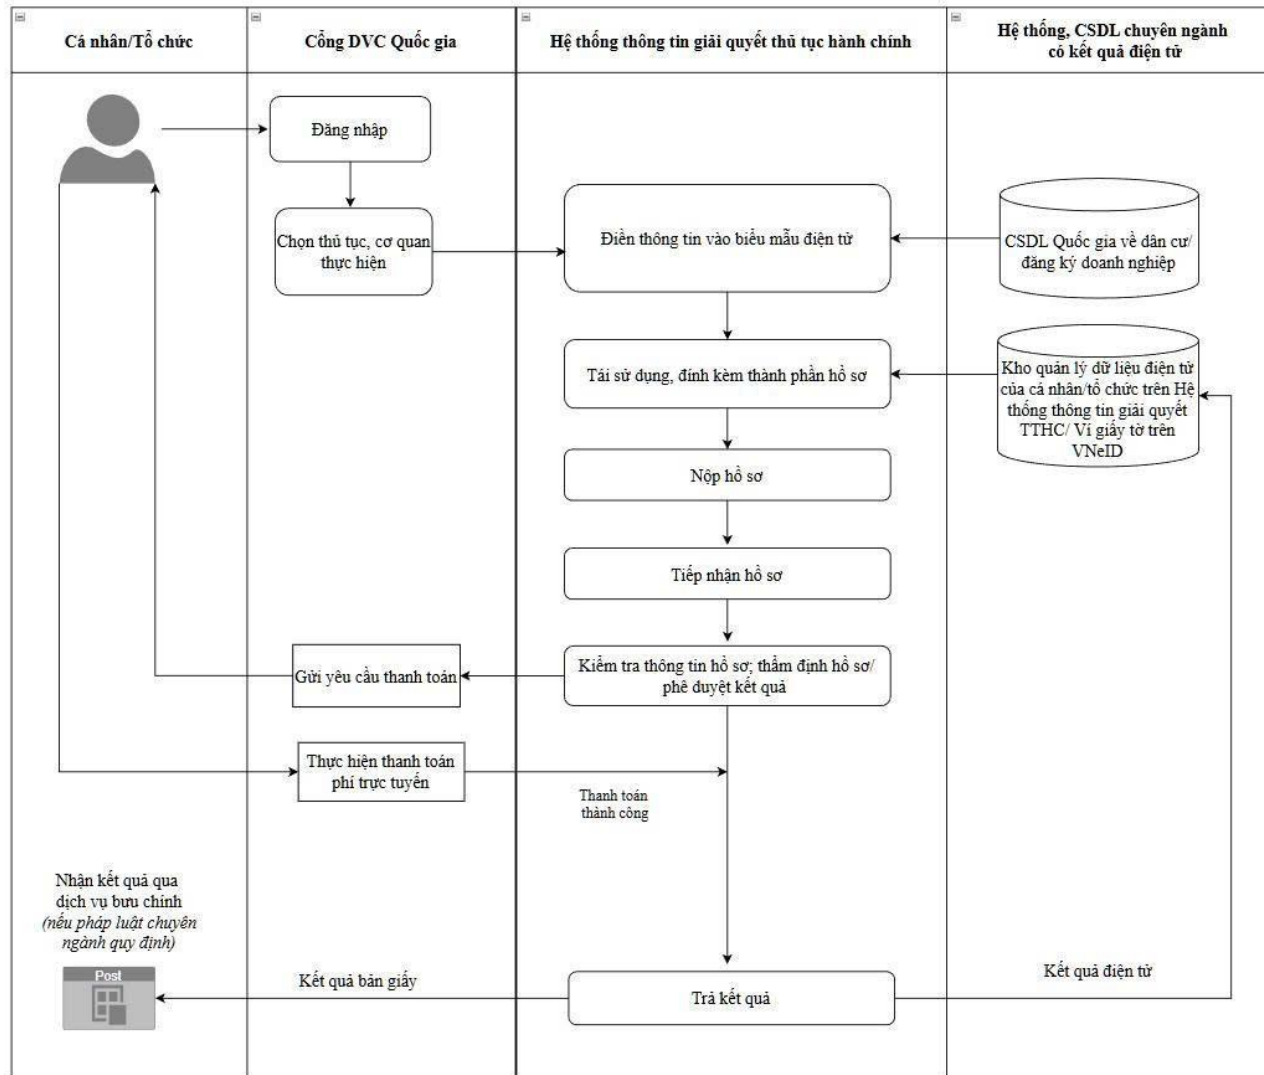 Cá nhân/Tổ chức
Cổng DVC Quốc gia
Hệ thống thông tin giải quyết thủ tục hành chính
Hệ thống, CSDL chuyên ngành
có kết quả điện tử
Đăng nhập
Chọn thủ tục, cơ quan
thực hiện
Điền thông tin vào biểu mẫu điện tử
CSDL Quốc gia về dân cư/
đăng ký doanh nghiệp
Tái sử dụng, đính kèm thành phần hồ sơ
Kho quản lý dữ liệu điện tử
của cá nhân/tổ chức trên Hệ
thống thông tin giải quyết
TTHC/ Ví giấy tờ trên
VNeID
Nộp hồ sơ
Tiếp nhận hồ sơ
Kiểm tra thông tin hồ sơ; thẩm định hồ sơ/
phê duyệt kết quả
Gửi yêu cầu thanh toán
Thực hiện thanh toán
phí trực tuyến
Thanh toán
thành công
Nhận kết quả qua
dịch vụ bưu chính
(nếu pháp luật chuyên
ngành quy định)
Post
Kết quả bản giấy
Trả kết quả
Kết quả điện tử